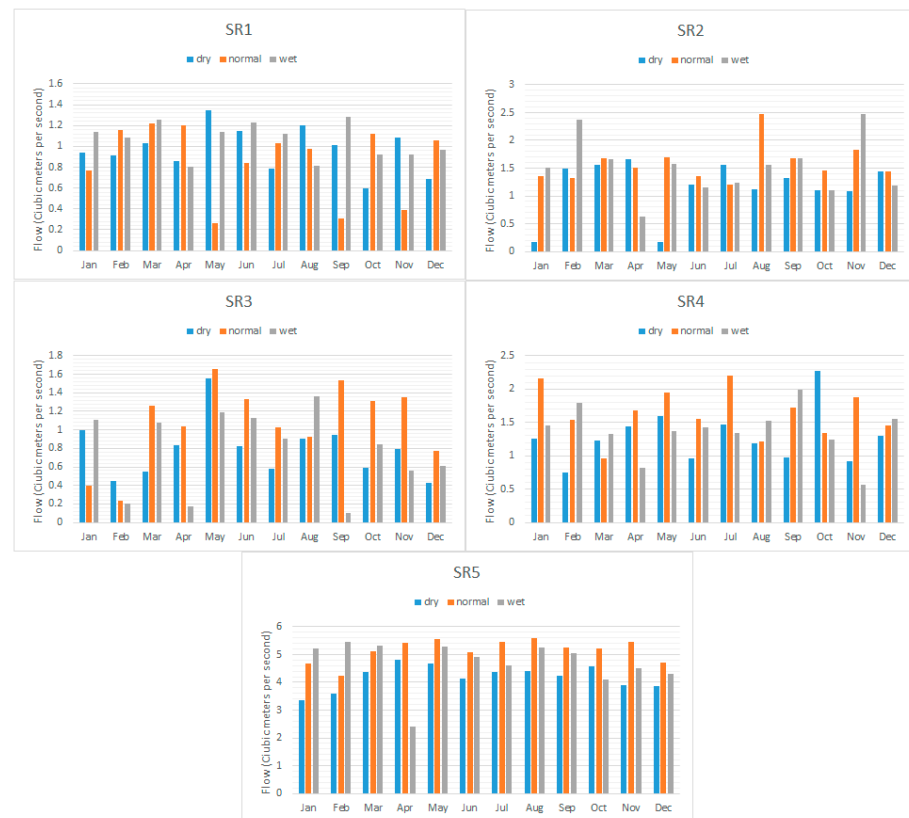 SR1
dry normal wet
Flow (Ciubic meters per second)
1.6
1.4
1.2
1
0.8
0.6
0.4
0.2
0
Jan Feb Mar Apr May Jun Jul Aug Sep Oct Nov Dec
SR2
dry normal wet
Flow (Ciubic meters per second)
3
2.5
2
1.5
1
0.5
0
Jan Feb Mar Apr May Jun Jul Aug Sep Oct Nov Dec
SR3
dry normal wet
Flow (Ciubic meters per second)
1.8
1.6
1.4
1.2
1
0.8
0.6
0.4
0.2
0
Jan Feb Mar Apr May Jun Jul Aug Sep Oct Nov Dec
SR4
dry normal wet
Flow (Ciubic meters per second)
2.5
2
1.5
1
0.5
0
Jan Feb Mar Apr May Jun Jul Aug Sep Oct Nov Dec
SR5
dry normal wet
Flow (Ciubic meters per second)
6
5
4
3
2
1
0
Jan Feb Mar Apr May Jun Jul Aug Sep Oct Nov Dec